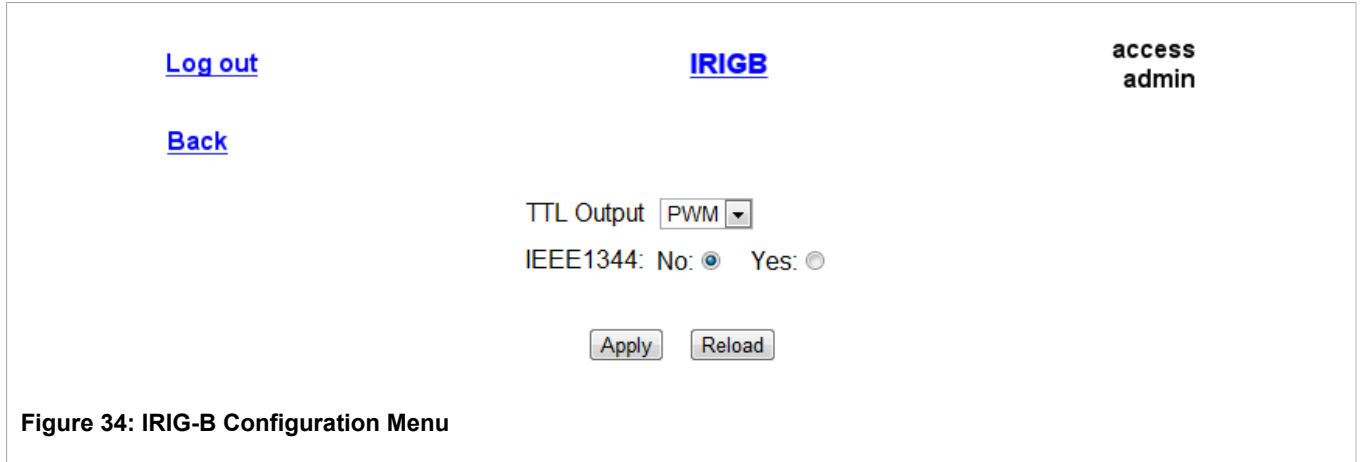 Log out IRIGB access
admin
Back
TTL Output PWM
IEEE1344: No: Yes:
Apply Reload
Figure 34: IRIG-B Configuration Menu